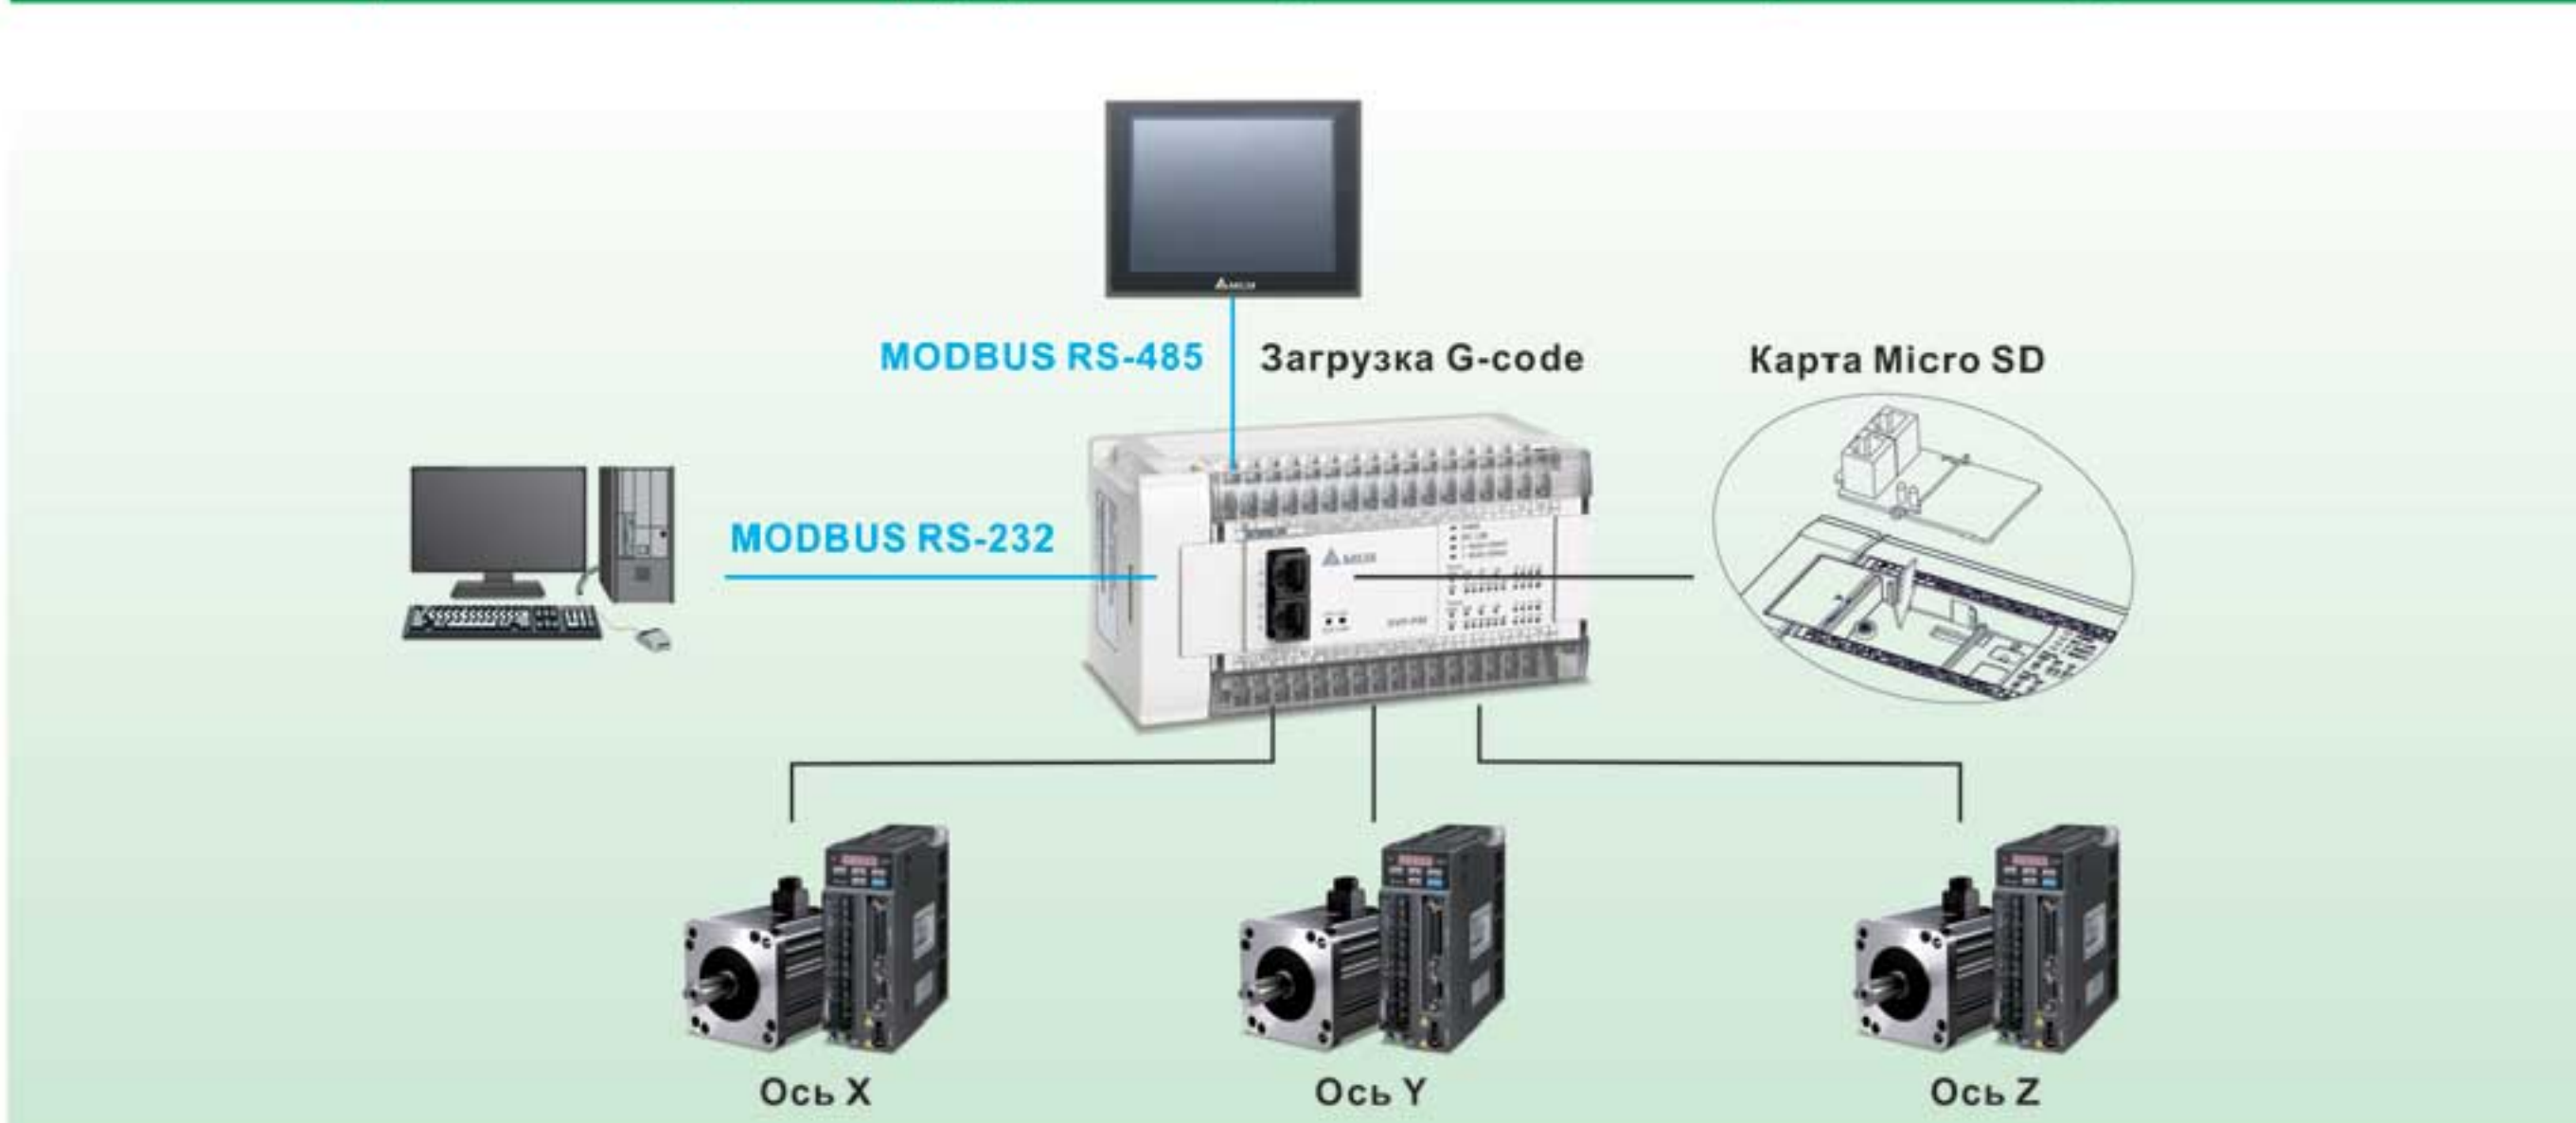 MODBUS RS-485
Загрузка G-code
Карта Micro SD
MODBUS RS-232
Ось X
Ось Y
Ось Z